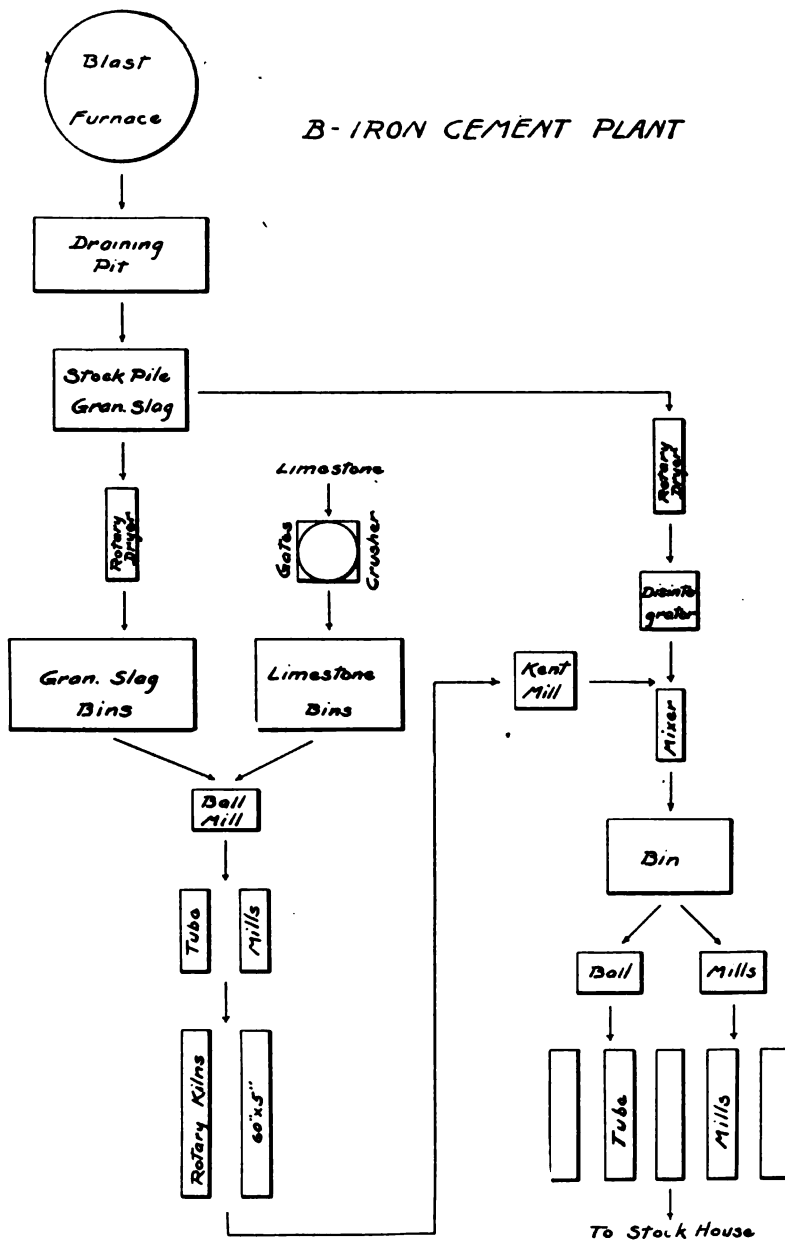 Blast
Furnace
B-IRON CEMENT PLANT
Draining
Pit
Stock Pile
Gran. Slag
Rotary
Dryer
Limestone
Gates
Crusher
Rotary
Dryer
Disinte-
grater
Gran. Slag
Bins
Limestone
Bins
Kent
Mill
Mixer
Ball
Mill
Bin
Tube
Mills
Ball
Mills
Rotary Kilns
60"x5"
Tube
Mills
To Stock House